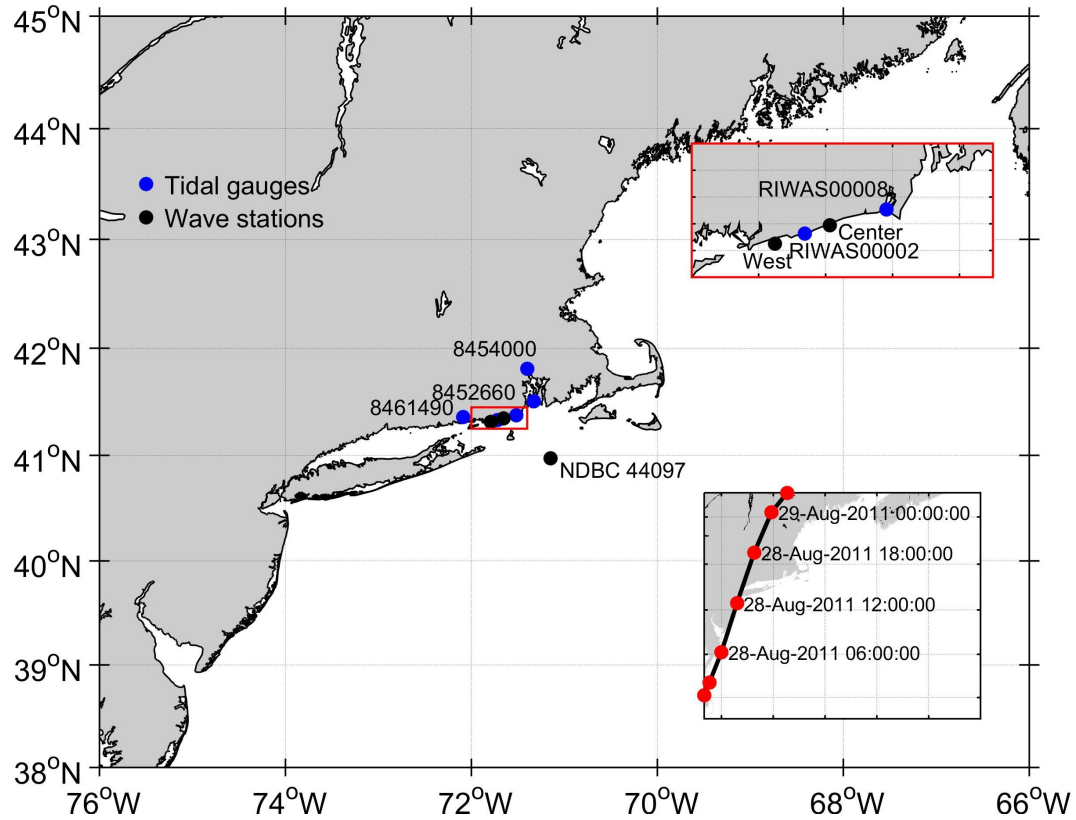 45°N
44°N
43°N
42°N
41°N
40°N
39°N
38°N
76°W
74°W
72°W
70°W
68°W
66°W
Tidal gauges
Wave stations
RIWAS00008
Center
RIWAS00002
West
8454000
8452660
8461490
NDBC 44097
29-Aug-2011 00:00:00
28-Aug-2011 18:00:00
28-Aug-2011 12:00:00
28-Aug-2011 06:00:00